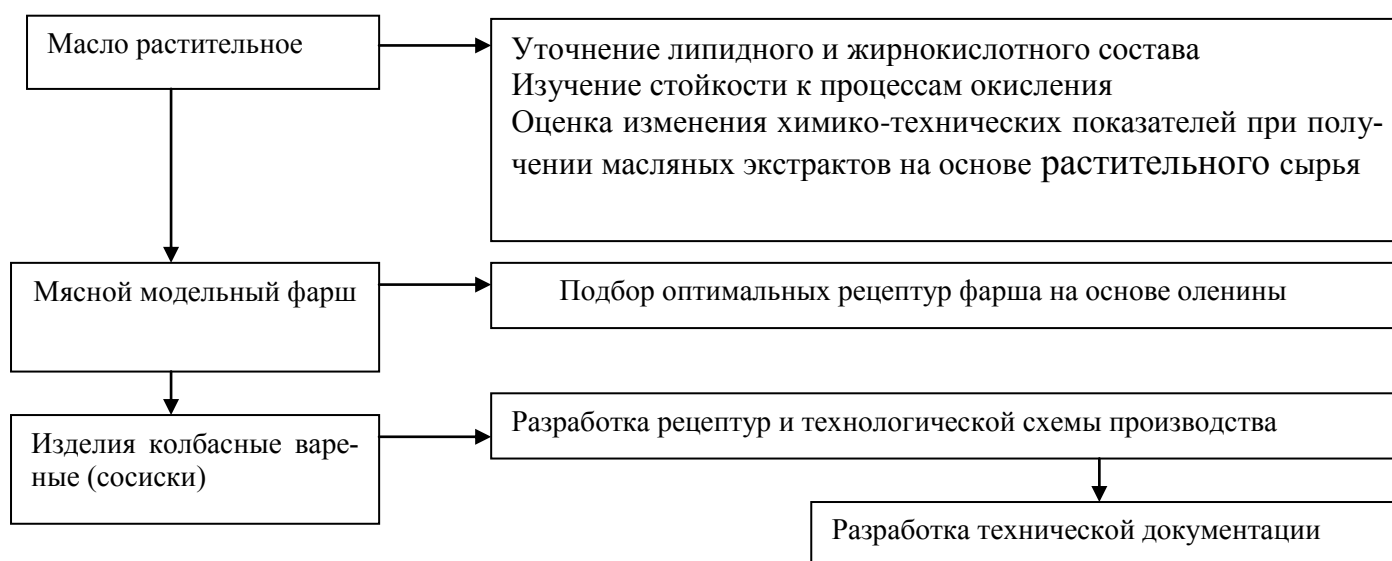 Масло растительное
Уточнение липидного и жирнокислотного состава
Изучение стойкости к процессам окисления
Оценка изменения химико-технических показателей при полу-
чении масляных экстрактов на основе растительного сырья
Мясной модельный фарш
Подбор оптимальных рецептур фарша на основе оленины
Изделия колбасные варе-
ные (сосиски)
Разработка рецептур и технологической схемы производства
Разработка технической документации